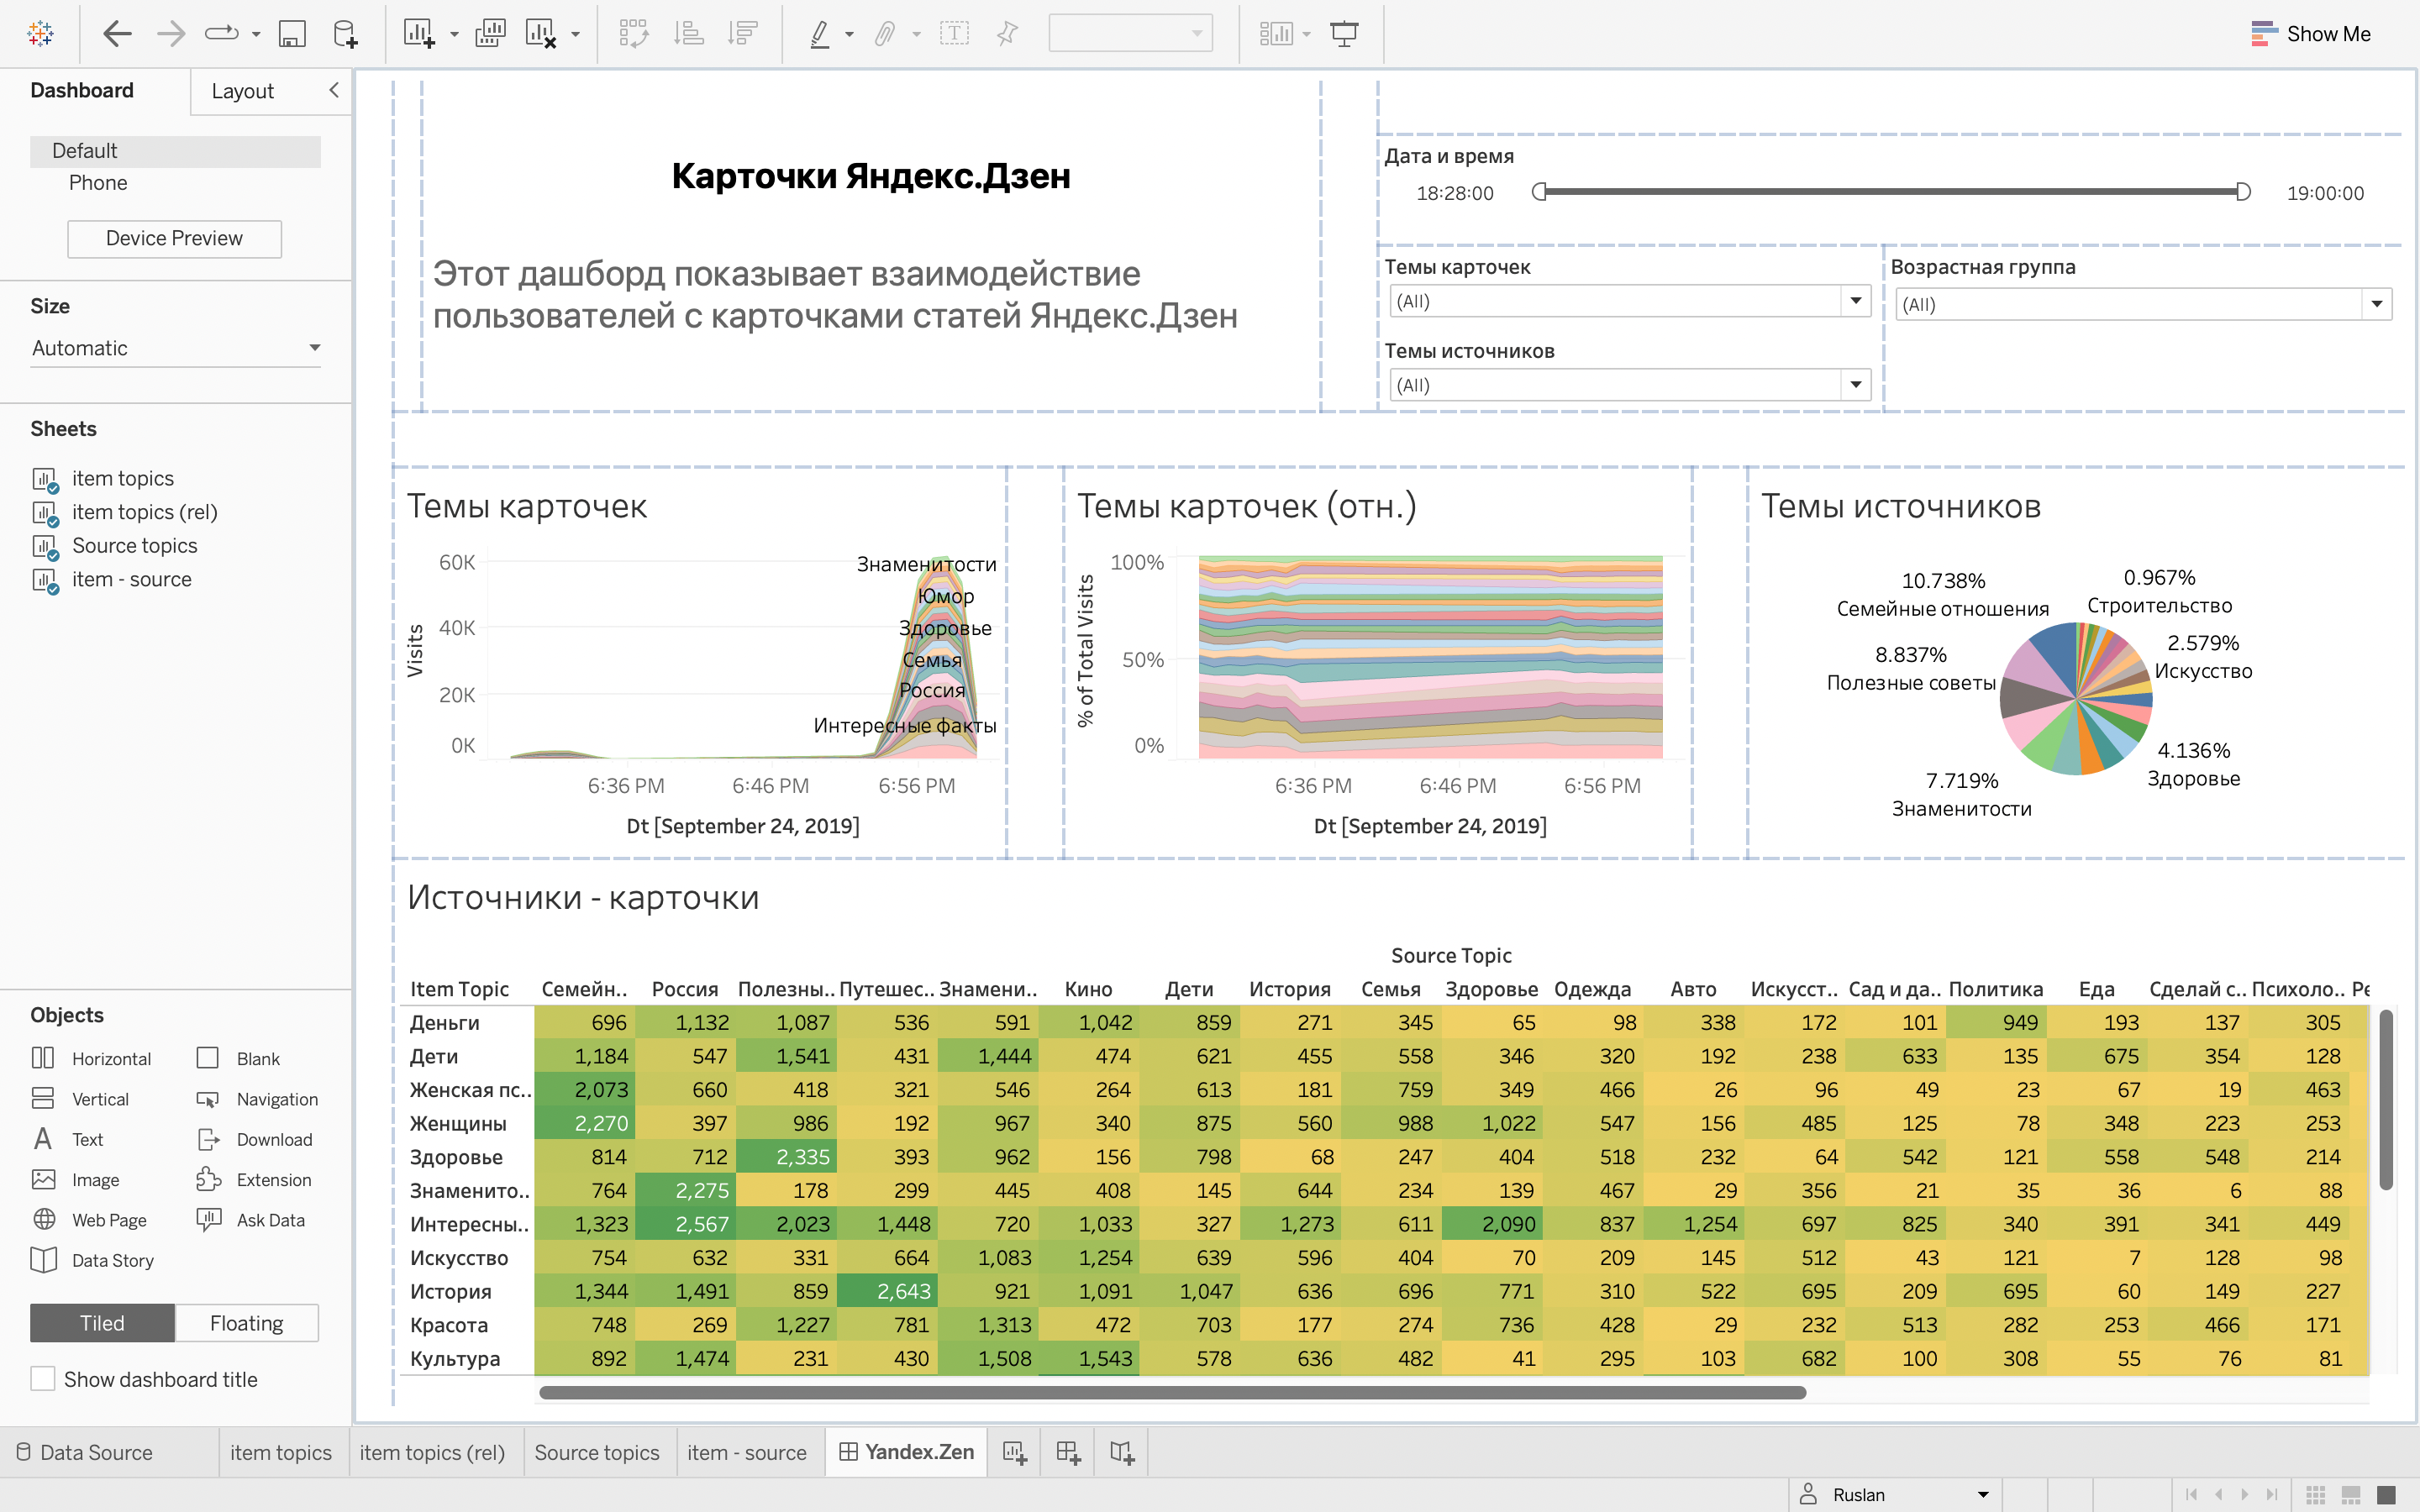 Show Me
Dashboard
Layout
Default
Phone
Device Preview
Size
Automatic
Sheets
item topics
item topics (rel)
Source topics
item - source
Objects
Horizontal Blank
Vertical Navigation
Text Download
Image Extension
Web Page Ask Data
Data Story
Tiled Floating
Show dashboard title
Карточки Яндекс.Дзен
Этот дашборд показывает взаимодействие
пользователей с карточками статей Яндекс.Дзен
Дата и время
18:28:00 19:00:00
Темы карточек
(All)
Возрастная группа
(All)
Темы источников
(All)
Темы карточек
Visits
60K
40K
20K
0K
Знаменитости
Юмор
Здоровье
Семья
Россия
Интересные факты
6:36 PM 6:46 PM 6:56 PM
Dt [September 24, 2019]
Темы карточек (отн.)
% of Total Visits
100%
50%
0%
6:36 PM 6:46 PM 6:56 PM
Dt [September 24, 2019]
Темы источников
10.738%
Семейные отношения
0.967%
Строительство
8.837%
Полезные советы
2.579%
Искусство
4.136%
Здоровье
7.719%
Знаменитости
Источники - карточки
Source Topic
Item Topic Семейн.. Россия Полезны.. Путешес.. Знамени.. Кино Дети История Семья Здоровье Одежда Авто Искусст.. Сад и да.. Политика Еда Сделай с.. Психоло.. Ре
Деньги 696 1,132 1,087 536 591 1,042 859 271 345 65 98 338 172 101 949 193 137 305
Дети 1,184 547 1,541 431 1,444 474 621 455 558 346 320 192 238 633 135 675 354 128
Женская пс.. 2,073 660 418 321 546 264 613 181 759 349 466 26 96 49 23 67 19 463
Женщины 2,270 397 986 192 967 340 875 560 988 1,022 547 156 485 125 78 348 223 253
Здоровье 814 712 2,335 393 962 156 798 68 247 404 518 232 64 542 121 558 548 214
Знаменито.. 764 2,275 178 299 445 408 145 644 234 139 467 29 356 21 35 36 6 88
Интересны.. 1,323 2,567 2,023 1,448 720 1,033 327 1,273 611 2,090 837 1,254 697 825 340 391 341 449
Искусство 754 632 331 664 1,083 1,254 639 596 404 70 209 145 512 43 121 7 128 98
История 1,344 1,491 859 2,643 921 1,091 1,047 636 696 771 310 522 695 209 695 60 149 227
Красота 748 269 1,227 781 1,313 472 703 177 274 736 428 29 232 513 282 253 466 171
Культура 892 1,474 231 430 1,508 1,543 578 636 482 41 295 103 682 100 308 55 76 81
Data Source item topics item topics (rel) Source topics item - source Yandex.Zen
Ruslan